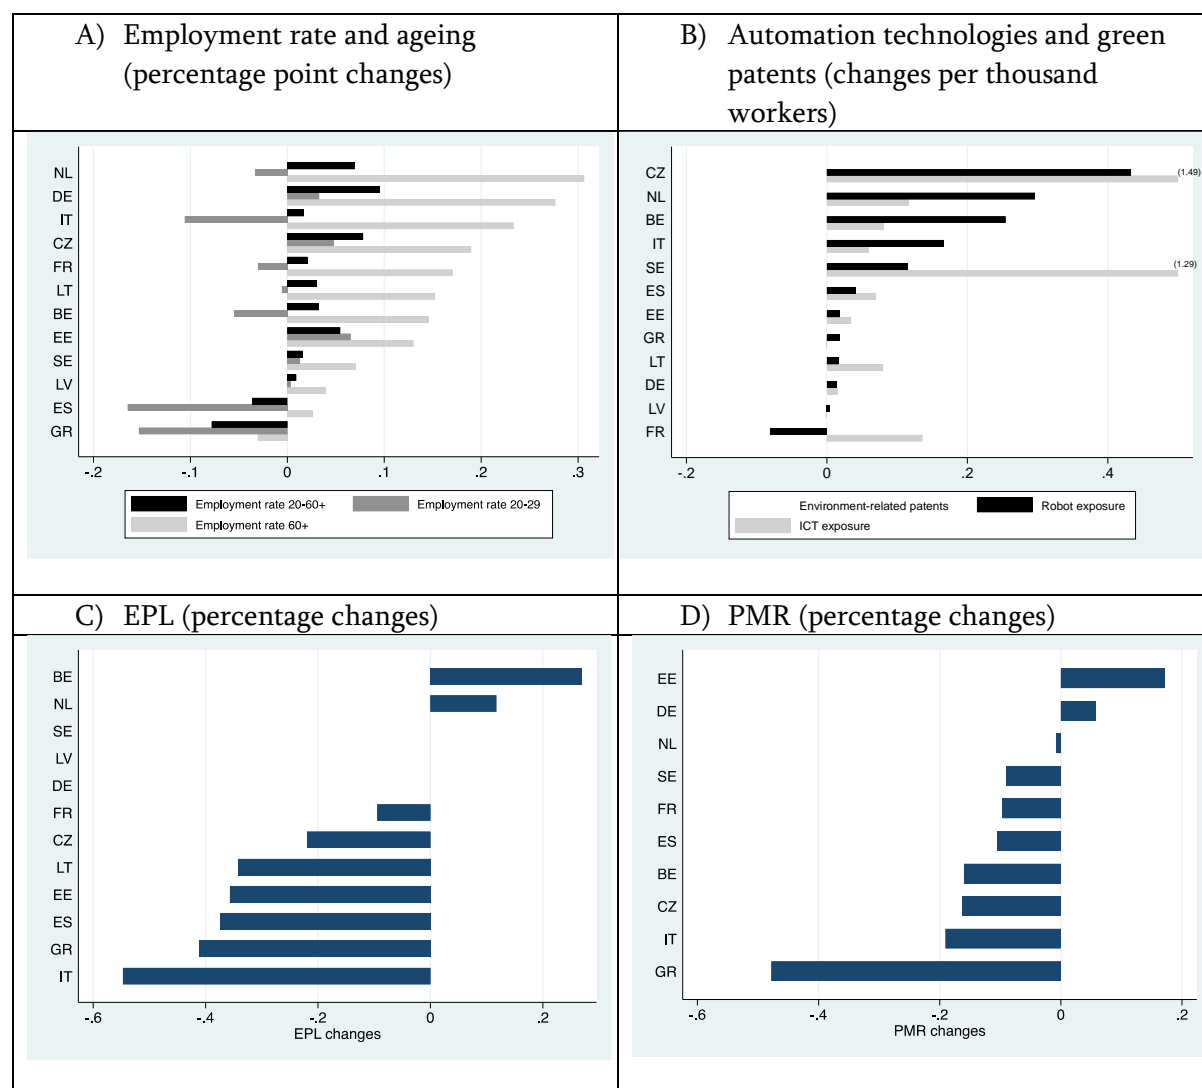 A) Employment rate and ageing
(percentage point changes)
B) Automation technologies and green
patents (changes per thousand
workers)
NL
DE
IT
CZ
FR
LT
BE
EE
SE
LV
ES
GR
-.2 -.1 0 .1 .2 .3
Employment rate 20-60+ Employment rate 20-29
Employment rate 60+
CZ (1.49)
NL
BE
IT
SE (1.29)
ES
EE
GR
LT
DE
LV
FR
-.2 0 .2 .4
Environment-related patents Robot exposure
ICT exposure
C) EPL (percentage changes)
D) PMR (percentage changes)
BE
NL
SE
LV
DE
FR
CZ
LT
EE
ES
GR
IT
-.6 -.4 -.2 0 .2
EPL changes
EE
DE
NL
SE
FR
ES
BE
CZ
IT
GR
-.6 -.4 -.2 0 .2
PMR changes